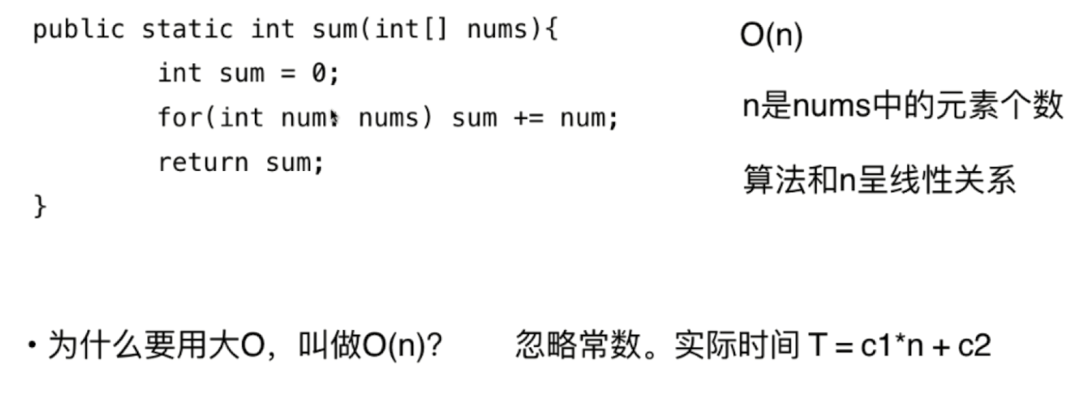 public static int sum(int[] nums){
int sum = 0;
for(int num: nums) sum += num;
return sum;
}
O(n)
n是nums中的元素个数
算法和n呈线性关系
•为什么要用大O，叫做O(n)?
忽略常数。实际时间 T = c1*n + c2